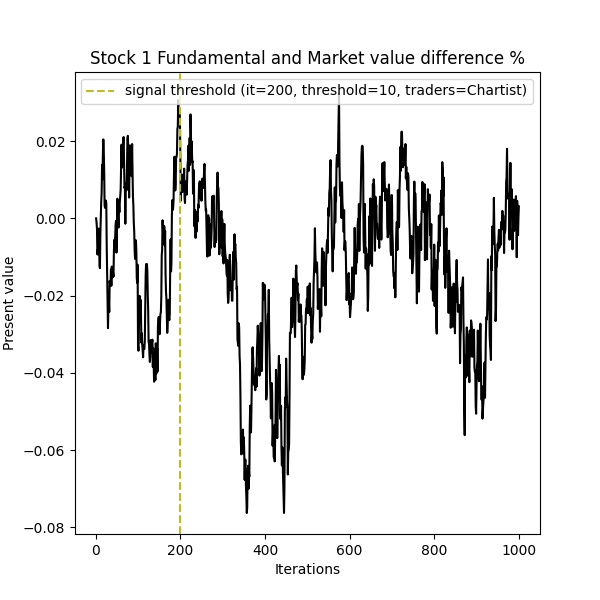 Stock 1 Fundamental and Market value difference %
signal threshold (it=200, threshold=10, traders=Chartist)
0.02
0.00
−0.02
−0.04
−0.06
−0.08
Present value
0 200 400 600 800 1000
Iterations